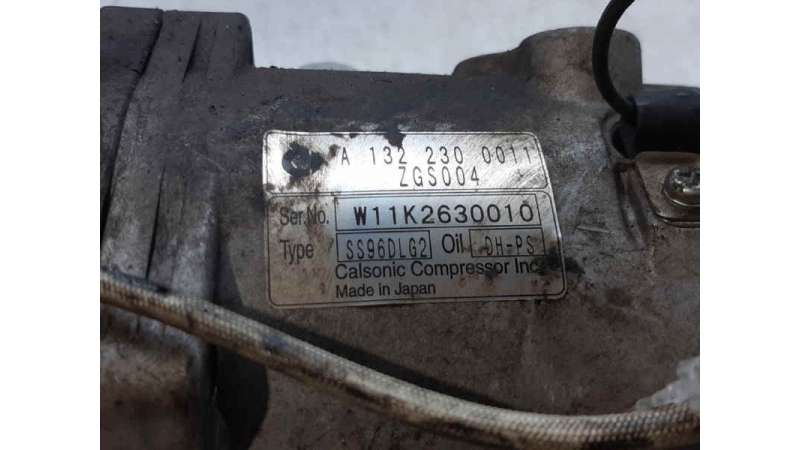 A 132 230 0011
ZGS004
Ser.No. W11K2630010
Type SS96DLG2 Oil DH-PS
Calsonic Compressor Inc.
Made in Japan